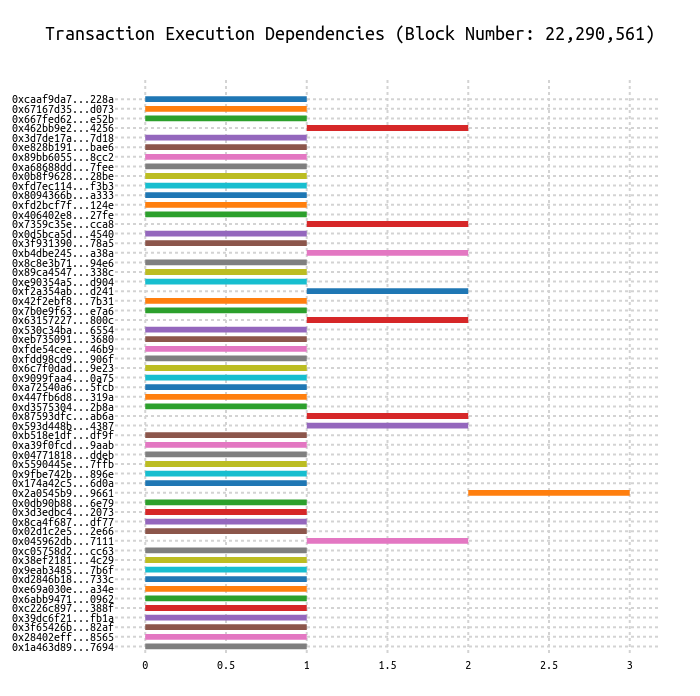 Transaction Execution Dependencies (Block Number: 22,290,561)
0xcaaf9da7...228a
0x67167d35...d073
0x667fed62...e52b
0x462bb9e2...4256
0x3d7de17a...7d18
0xe828b191...bae6
0x89bb6055...8cc2
0xa68688dd...7fee
0x0b8f9628...28be
0xfd7ec114...f3b3
0x8094366b...a333
0xfd2bcf7f...124e
0x406402e8...27fe
0x7359c35e...cca8
0x0d5bca5d...4540
0x3f931390...78a5
0xb4dbe245...a38a
0x8c8e3b71...94e6
0x89ca4547...338c
0xe90354a5...d904
0xf2a354ab...d241
0x42f2ebf8...7b31
0x7b0e9f63...e7a6
0x63157227...800c
0x530c34ba...6554
0xeb735091...3680
0xfde54cee...46b9
0xfdd98cd9...906f
0x6c7f0dad...9e23
0x9099faa4...0a75
0xa72540a6...5fcb
0x447fb6d8...319a
0xd3575304...2b8a
0x87593dfc...ab6a
0x593d448b...4387
0xb518e1df...df9f
0xa39f0fcd...9aab
0x04771818...ddeb
0x5590445e...7ffb
0x9fbe742b...896e
0x174a42c5...6d0a
0x2a0545b9...9661
0x0db90b88...6e79
0x3d3edbc4...2073
0x8ca4f687...df77
0x02d1c2e5...2e66
0x045962db...7111
0xc05758d2...cc63
0x38ef2181...4c29
0x9eab3485...7b6f
0xd2846b18...733c
0xe69a030e...a34e
0x6abb9471...0962
0xc226c897...388f
0x39dc6f21...fb1a
0x3f65426b...82af
0x28402eff...8565
0x1a463d89...7694
0 0.5 1 1.5 2 2.5 3